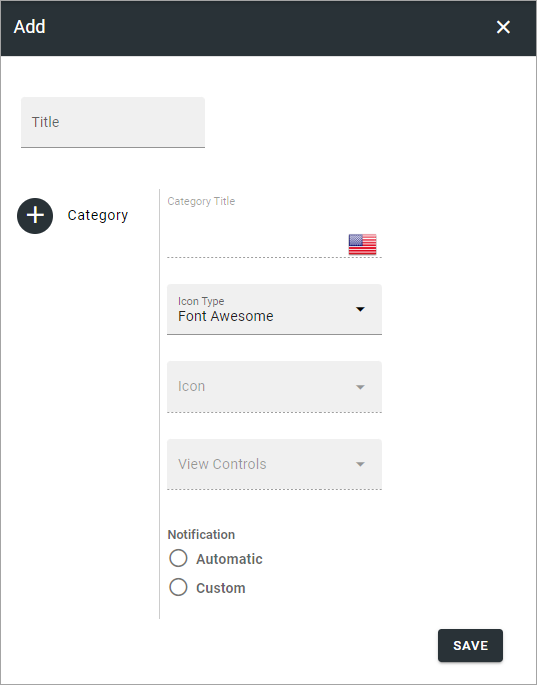 Add
Title
Category
Category Title
Icon Type
Font Awesome
Icon
View Controls
Notification
Automatic
Custom
SAVE